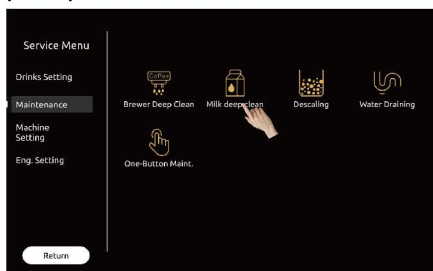 Service Menu
Drinks Setting
Maintenance
Machine
Setting
Eng. Setting
Return
Coffee
Brewer Deep Clean
Milk deep clean
Descaling
Water Draining
One-Button Maint.